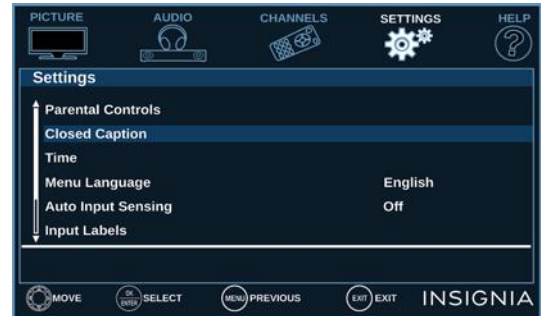 PICTURE AUDIO CHANNELS SETTINGS HELP
Settings
Parental Controls
Closed Caption
Time
Menu Language English
Auto Input Sensing Off
Input Labels
MOVE OK ENTER SELECT MENU PREVIOUS EXIT EXIT INSIGNIA